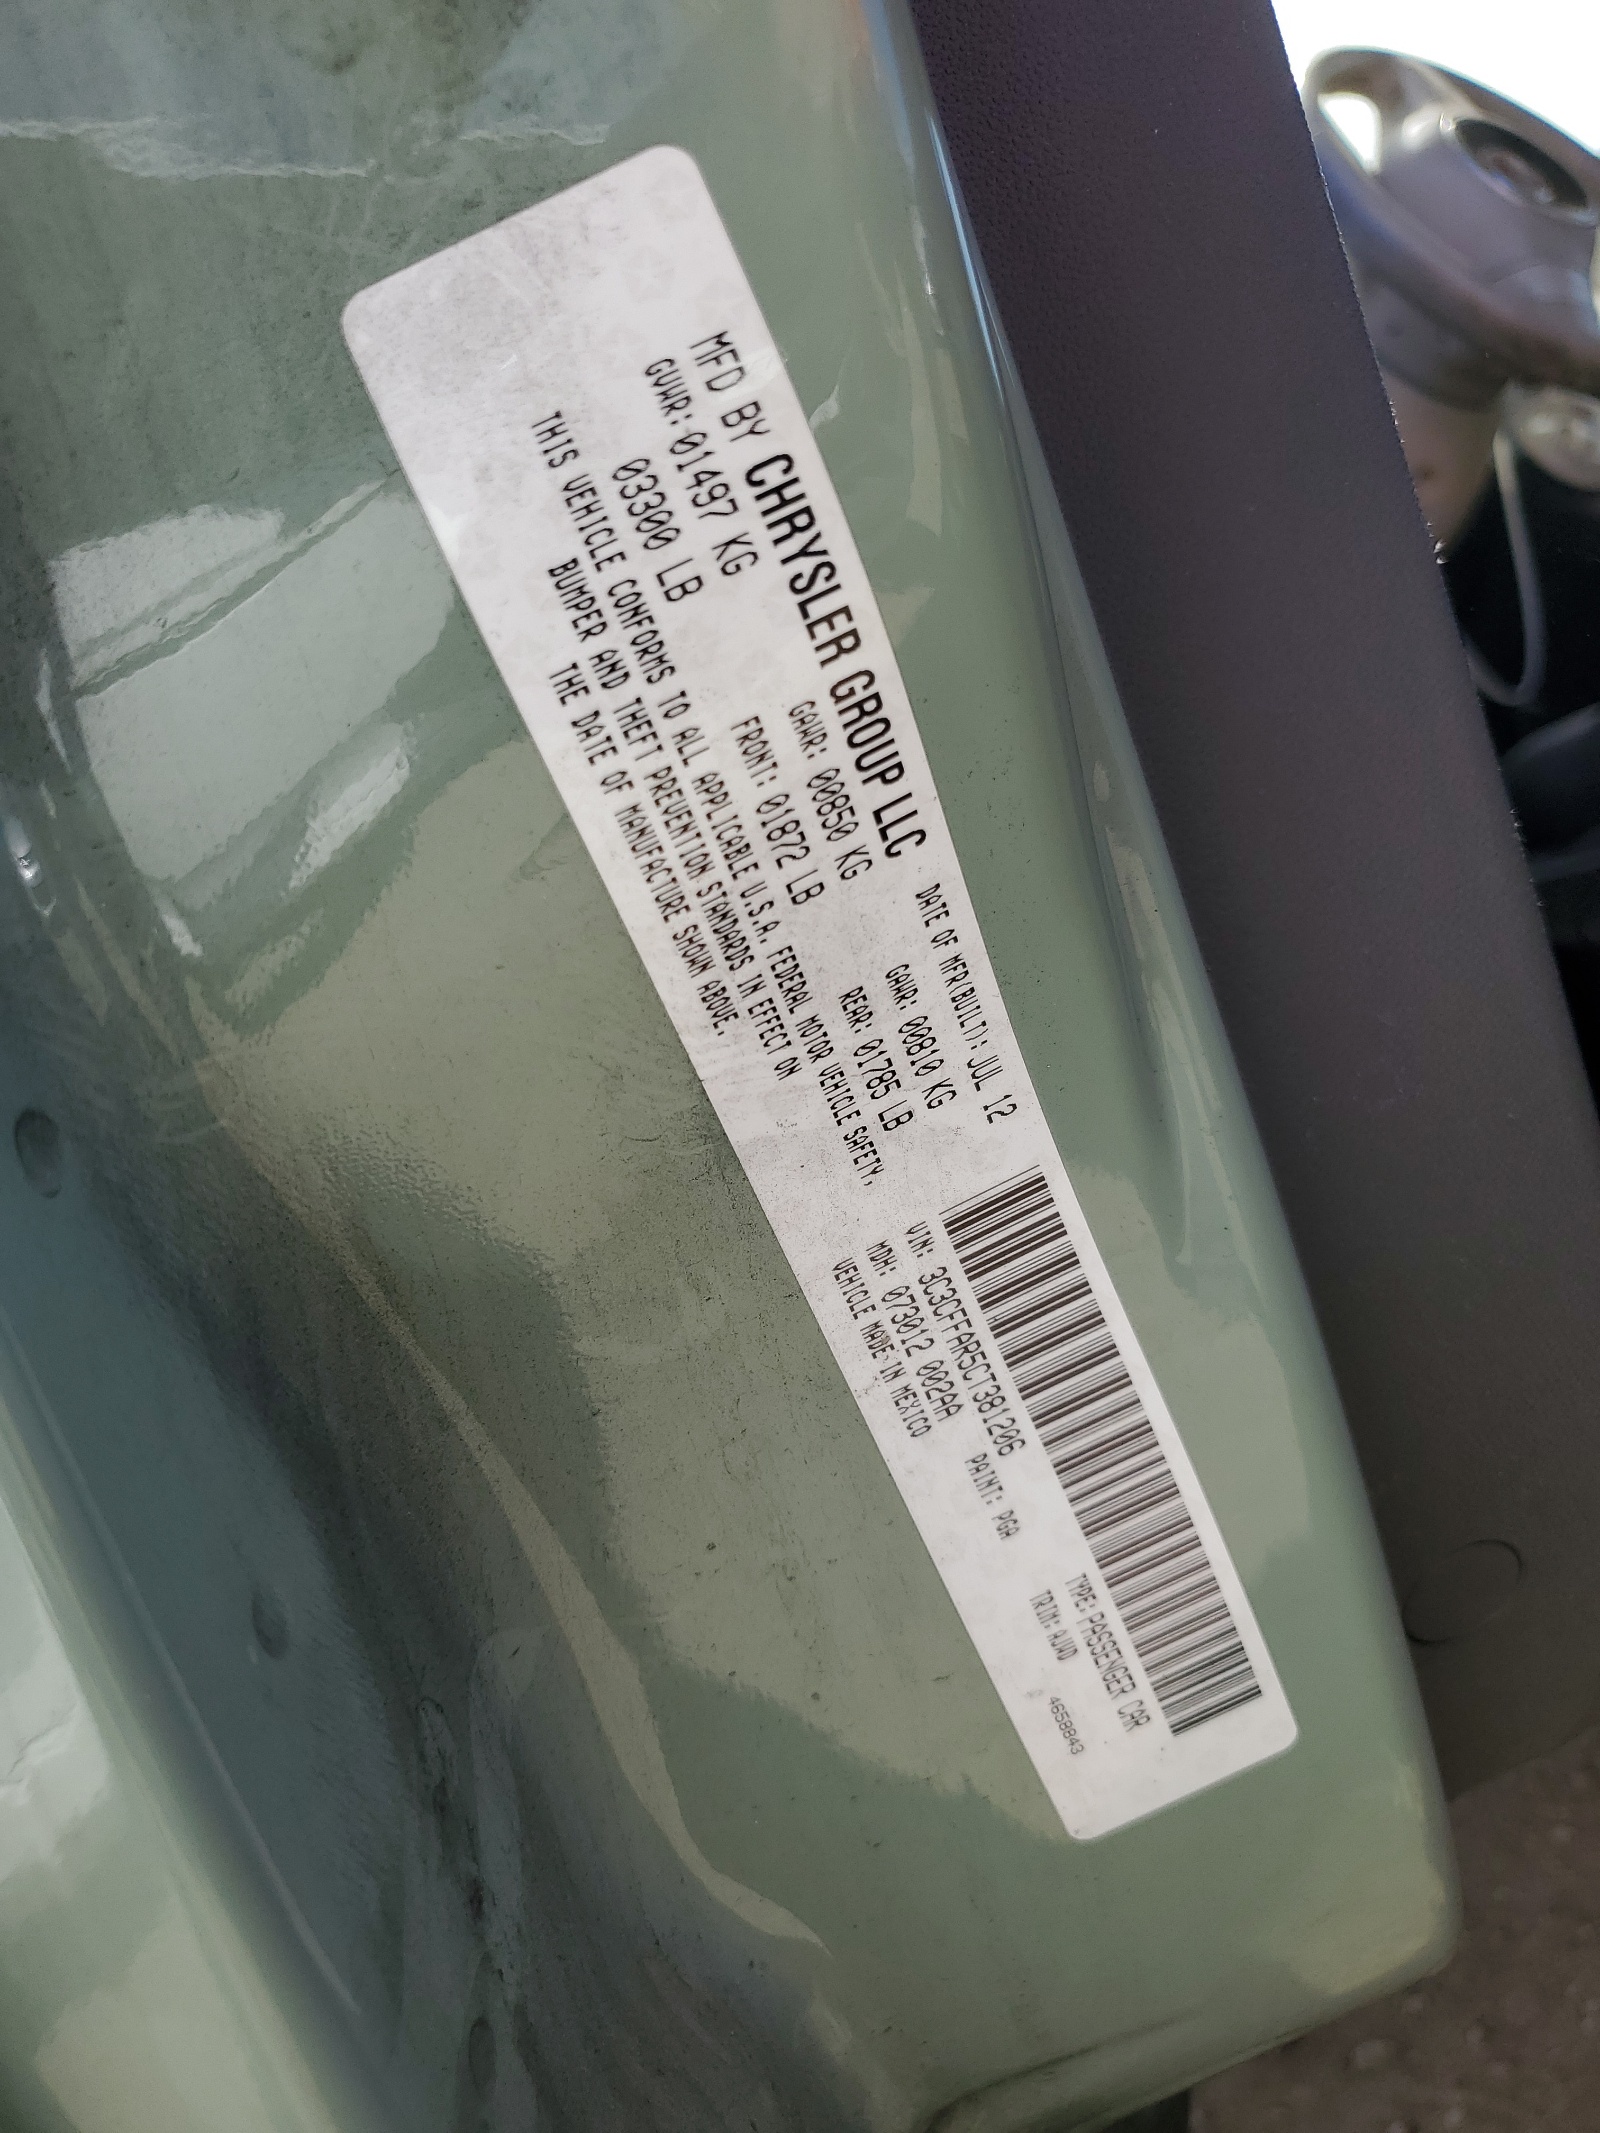 MFD BY CHRYSLER GROUP LLC DATE OF MFR(BUILT): JUL 12
GVWR: 01497 KG GAWR: 00850 KG GAWR: 00810 KG
03300 LB FRONT: 01872 LB REAR: 01785 LB
THIS VEHICLE CONFORMS TO ALL APPLICABLE U.S.A. FEDERAL MOTOR VEHICLE SAFETY,
BUMPER AND THEFT PREVENTION STANDARDS IN EFFECT ON
THE DATE OF MANUFACTURE SHOWN ABOVE.
VIN: 3C3CFFAR5CT381206 TYPE: PASSENGER CAR
MDH: 073012 002AA PAINT: PGA TRIM: AJWD
VEHICLE MADE IN MEXICO 4658843